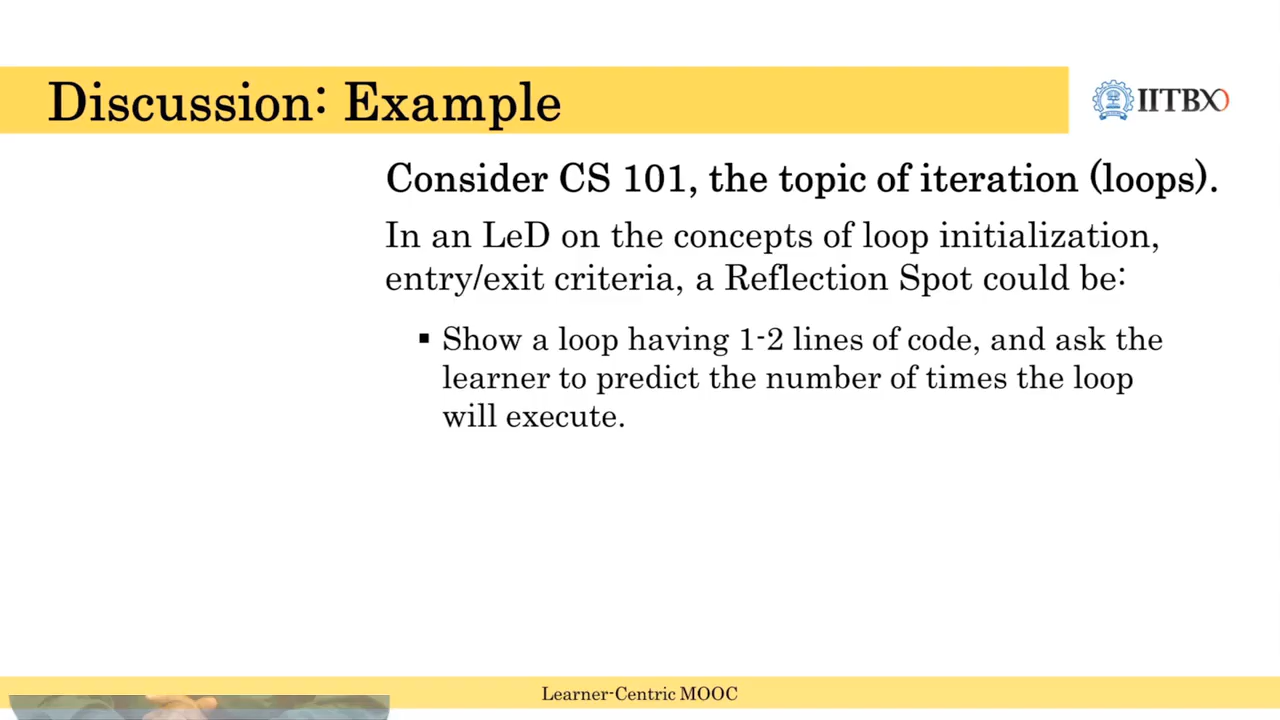 Discussion: Example
IITBX
Consider CS 101, the topic of iteration (loops).
In an LeD on the concepts of loop initialization,
entry/exit criteria, a Reflection Spot could be:
▪ Show a loop having 1-2 lines of code, and ask the
learner to predict the number of times the loop
will execute.
Learner-Centric MOOC